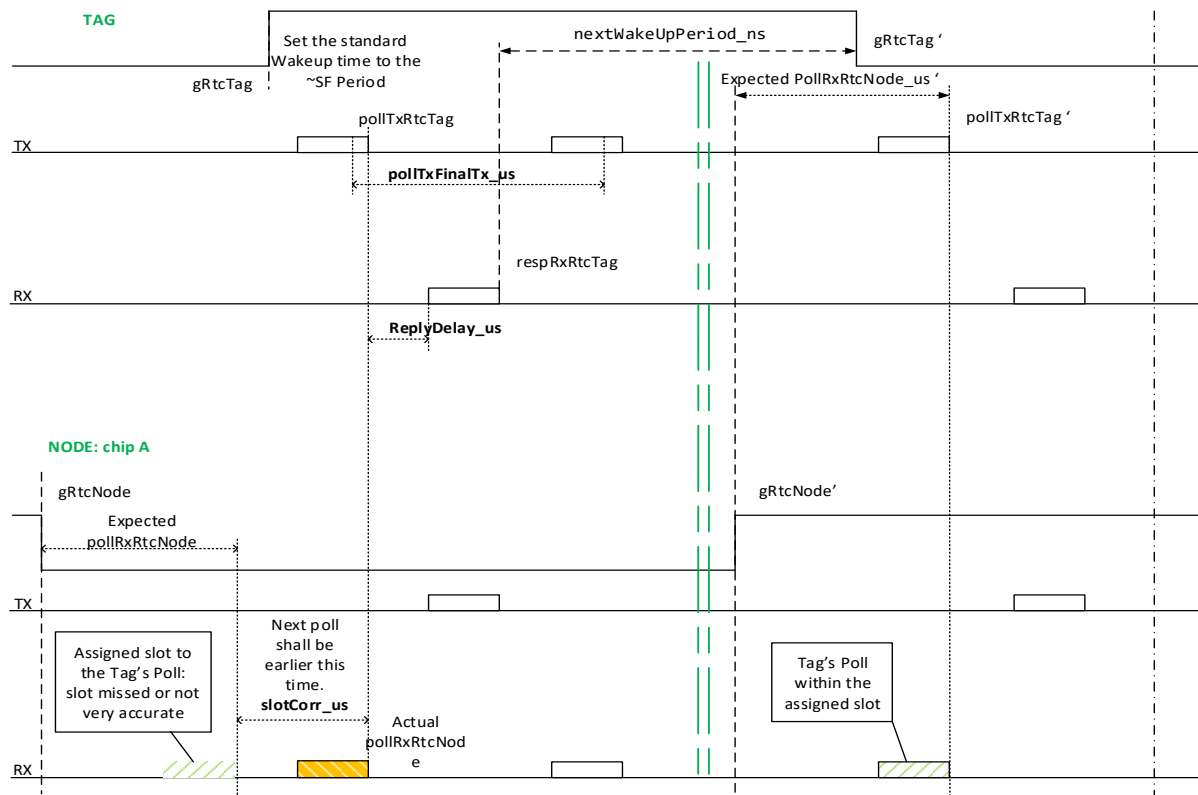 TAG
nextWakeUpPeriod_ns
gRtcTag ‘
Set the standard
Wakeup time to the
~SF Period
gRtcTag
Expected PollRxRtcNode_us ‘
pollTxRtcTag
pollTxRtcTag ‘
TX
pollTxFinalTx_us
respRxRtcTag
RX
ReplyDelay_us
NODE: chip A
gRtcNode
gRtcNode’
Expected
pollRxRtcNode
TX
Next poll
shall be
earlier this
time.
slotCorr_us
Assigned slot to
the Tag’s Poll:
slot missed or not
very accurate
Tag’s Poll
within the
assigned slot
Actual
pollRxRtcNod
e
RX